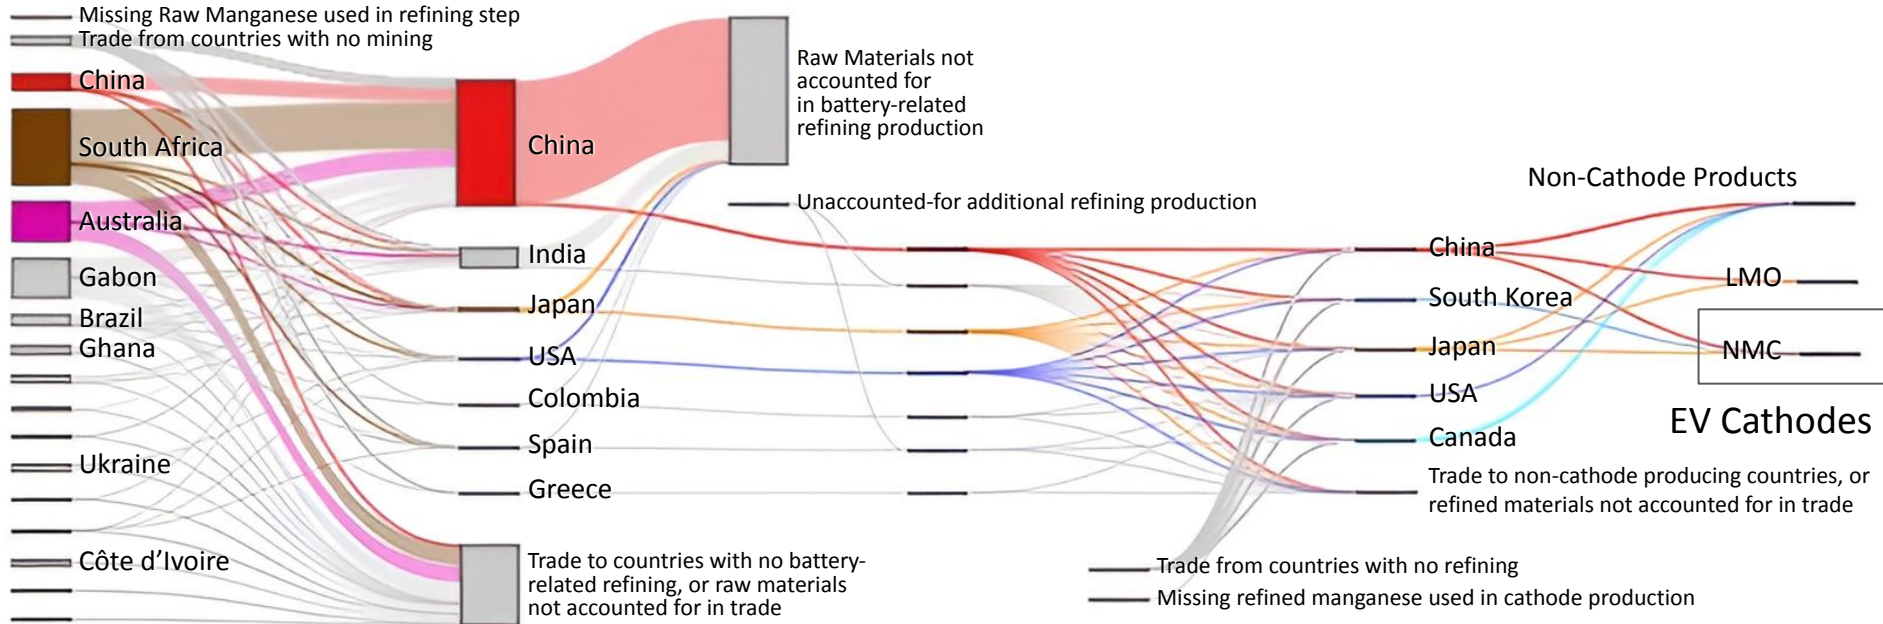 Missing Raw Manganese used in refining step
Trade from countries with no mining
China
South Africa
Australia
Gabon
Brazil
Ghana
Ukraine
Côte d’Ivoire
China
India
Japan
USA
Colombia
Spain
Greece
Trade to countries with no battery-
related refining, or raw materials
not accounted for in trade
Raw Materials not
accounted for
in battery-related
refining production
Unaccounted-for additional refining production
China
South Korea
Japan
USA
Canada
Trade to non-cathode producing countries, or
refined materials not accounted for in trade
Trade from countries with no refining
Missing refined manganese used in cathode production
Non-Cathode Products
LMO
NMC
EV Cathodes